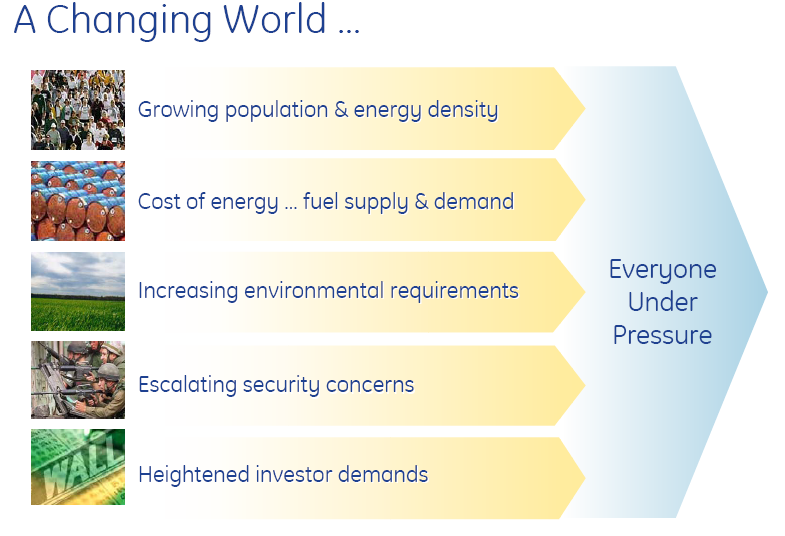 A Changing World ...
Growing population & energy density
Cost of energy ... fuel supply & demand
Increasing environmental requirements
Escalating security concerns
WALL
Heightened investor demands
Everyone
Under
Pressure